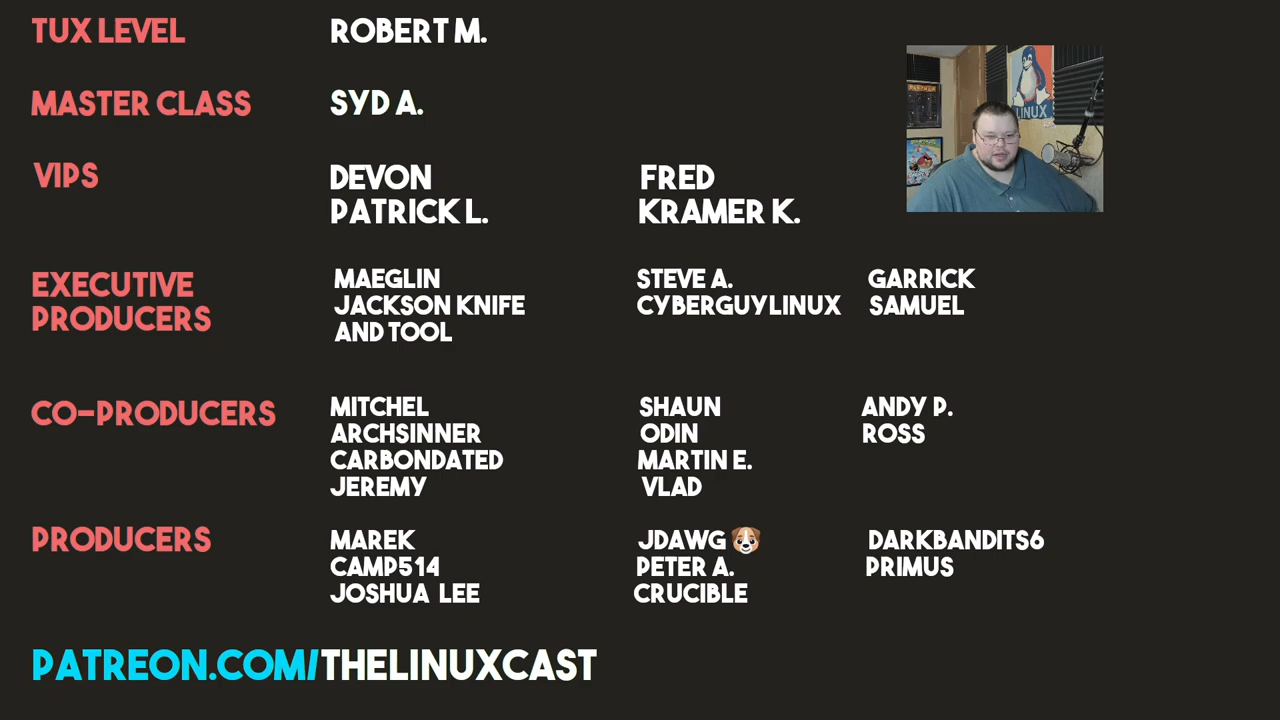 TUX LEVEL ROBERT M.
MASTER CLASS SYD A.
VIPS DEVON FRED
PATRICK L. KRAMER K.
EXECUTIVE PRODUCERS
MAEGLIN STEVE A. GARRICK
JACKSON KNIFE CYBERGUYLINUX SAMUEL
AND TOOL
CO-PRODUCERS MITCHEL SHAUN ANDY P.
ARCHSINNER ODIN ROSS
CARBONDATED MARTIN E.
JEREMY VLAD
PRODUCERS MAREK JDAWG🐶 DARKBANDITS6
CAMP514 PETER A. PRIMUS
JOSHUA LEE CRUCIBLE
PATREON.COM/THELINUXCAST
LINUX